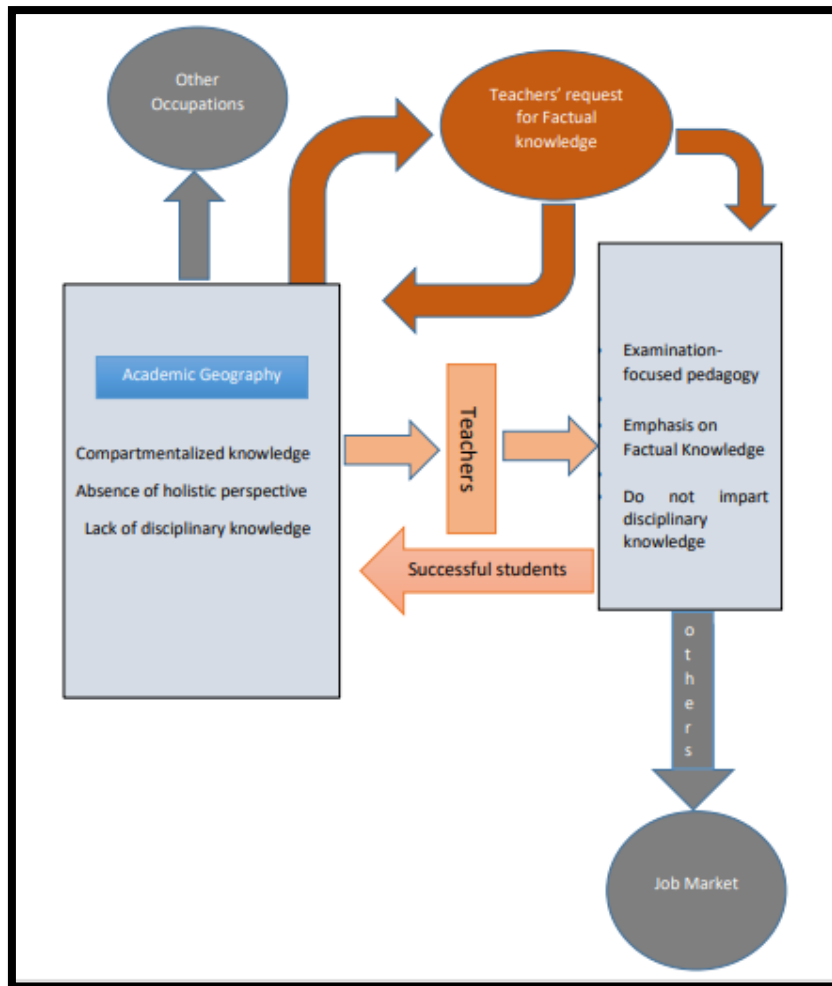 Other
Occupations
Teachers' request
for Factual
knowledge
Academic Geography
Compartmentalized knowledge
Absence of holistic perspective
Lack of disciplinary knowledge
Teachers
Successful students
Examination-
focused pedagogy
Emphasis on
Factual Knowledge
Do not impart
disciplinary
knowledge
others
Job Market